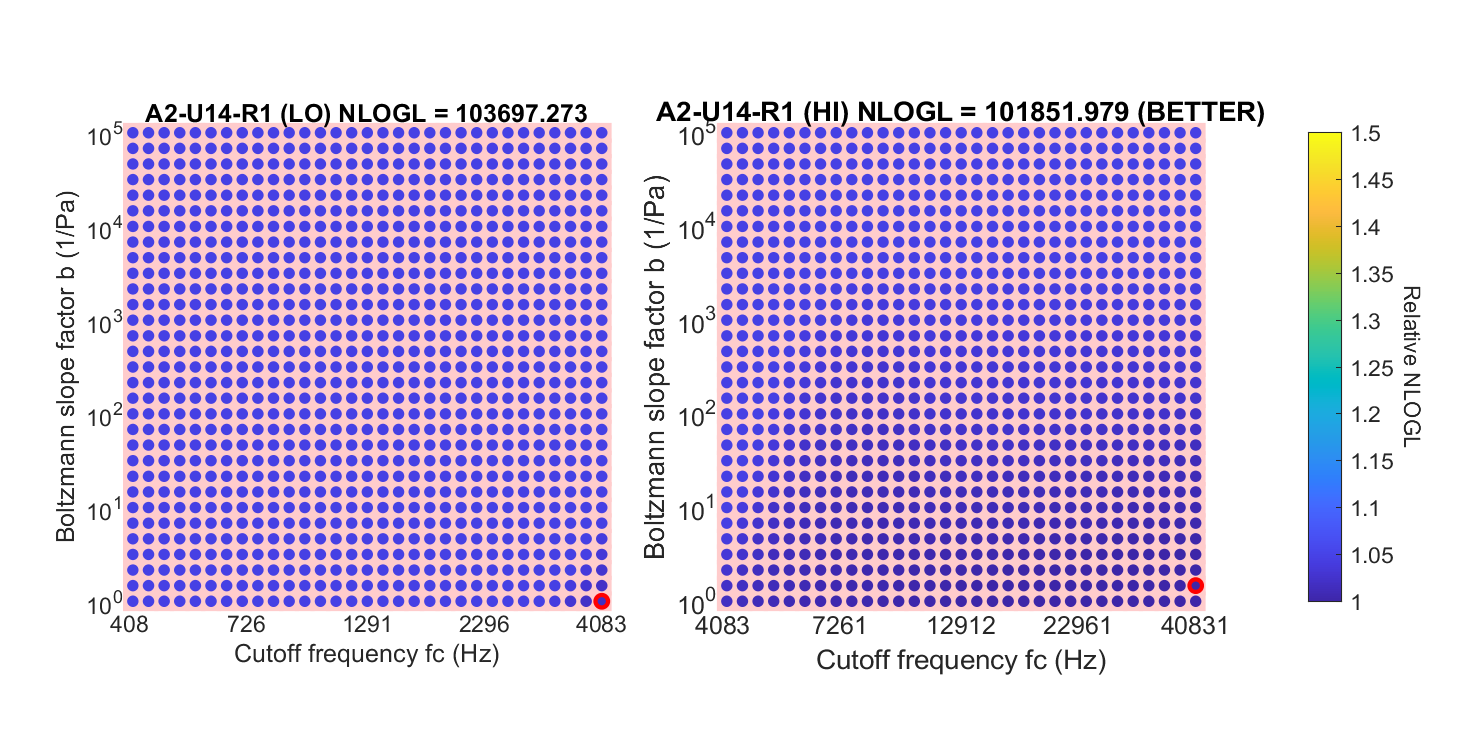 A2-U14-R1 (LO) NLOGL = 103697.273
10^5
10^4
10^3
10^2
10^1
10^0
Boltzmann slope factor b (1/Pa)
408 726 1291 2296 4083
Cutoff frequency fc (Hz)
A2-U14-R1 (HI) NLOGL = 101851.979 (BETTER)
10^5
10^4
10^3
10^2
10^1
10^0
Boltzmann slope factor b (1/Pa)
4083 7261 12912 22961 40831
Cutoff frequency fc (Hz)
1.5
1.45
1.4
1.35
1.3
1.25
1.2
1.15
1.1
1.05
1
Relative NLOGL